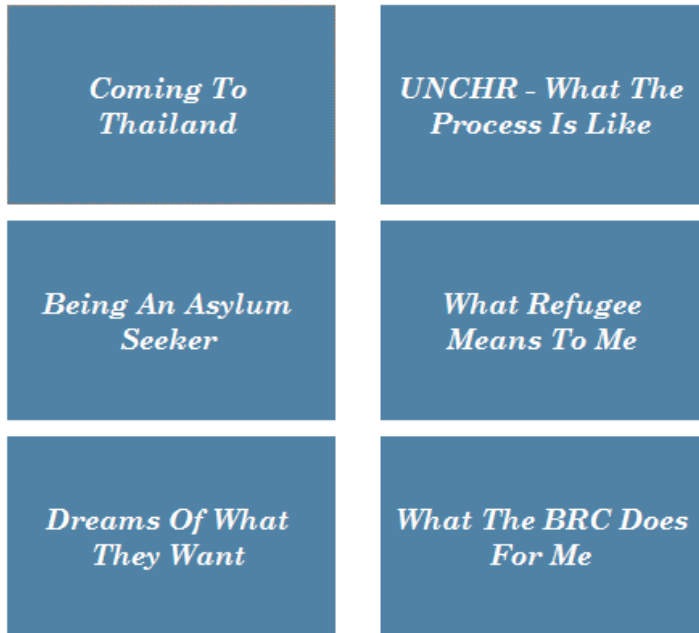 Coming To
Thailand
UNCHR - What The
Process Is Like
Being An Asylum
Seeker
What Refugee
Means To Me
Dreams Of What
They Want
What The BRC Does
For Me